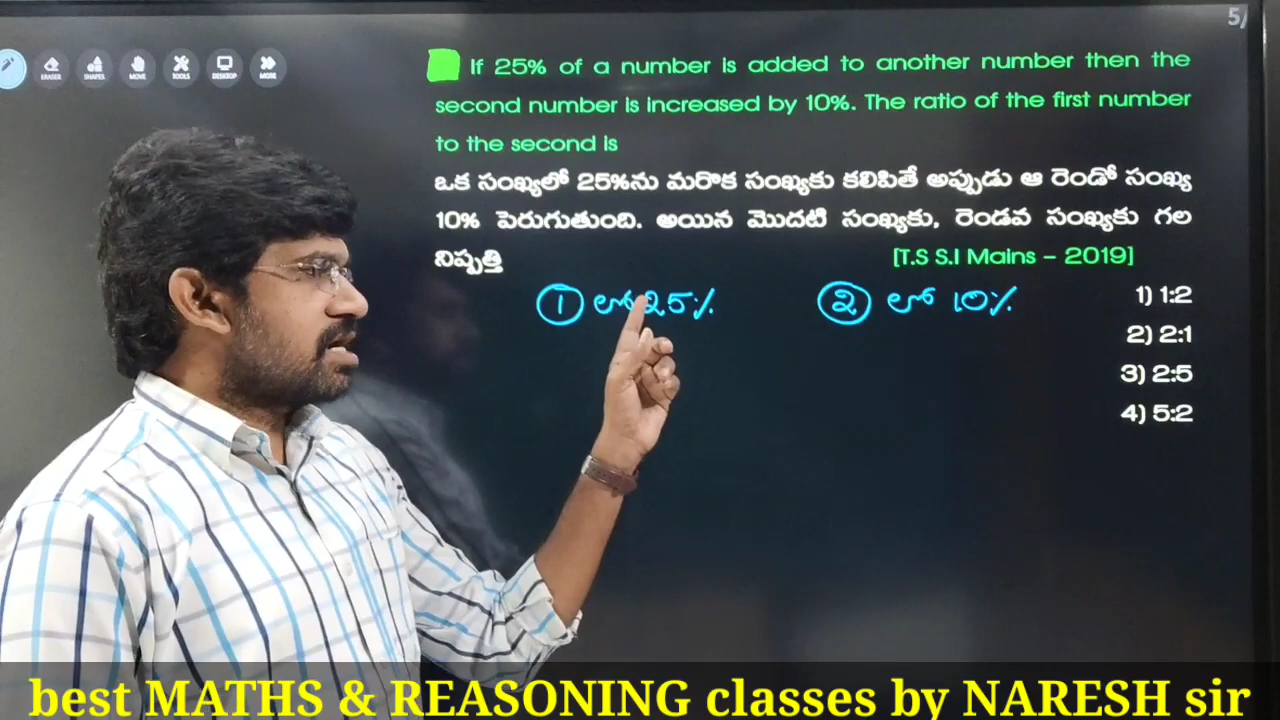 5/
ERASER SHAPES MOVE TOOLS DESKTOP MORE
If 25% of a number is added to another number then the
second number is increased by 10%. The ratio of the first number
to the second is
ఒక సంఖ్యలో 25%ను మరొక సంఖ్యకు కలిపితే అప్పుడు ఆ రెండో సంఖ్య
10% పెరుగుతుంది. అయిన మొదటి సంఖ్యకు, రెండవ సంఖ్యకు గల
నిష్పత్తి [T.S S.I Mains – 2019]
1 లో 25% 2 లో 10%
1) 1:2
2) 2:1
3) 2:5
4) 5:2
best MATHS & REASONING classes by NARESH sir